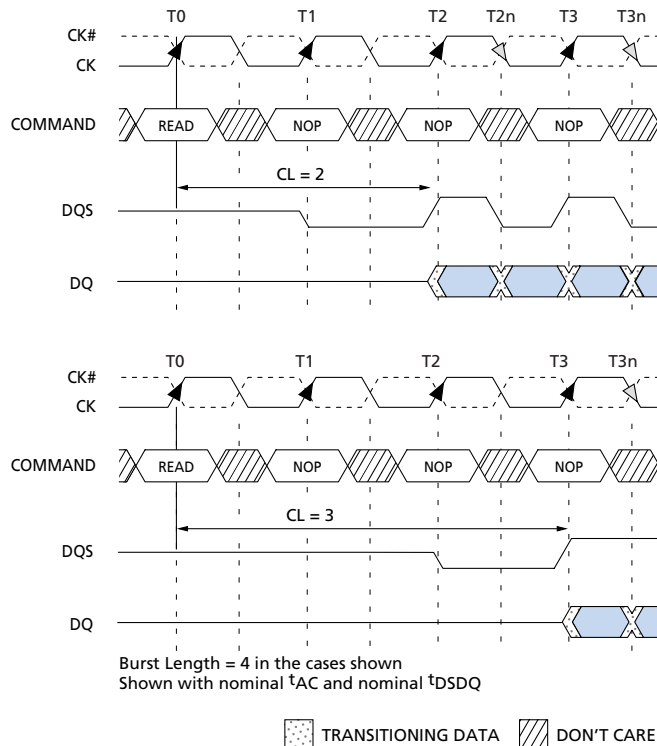 T0 T1 T2 T2n T3 T3n
CK#
CK
COMMAND READ NOP NOP NOP
CL = 2
DQS
DQ
T0 T1 T2 T3 T3n
CK#
CK
COMMAND READ NOP NOP NOP
CL = 3
DQS
DQ
Burst Length = 4 in the cases shown
Shown with nominal tAC and nominal tDSDQ
TRANSITIONING DATA DON'T CARE